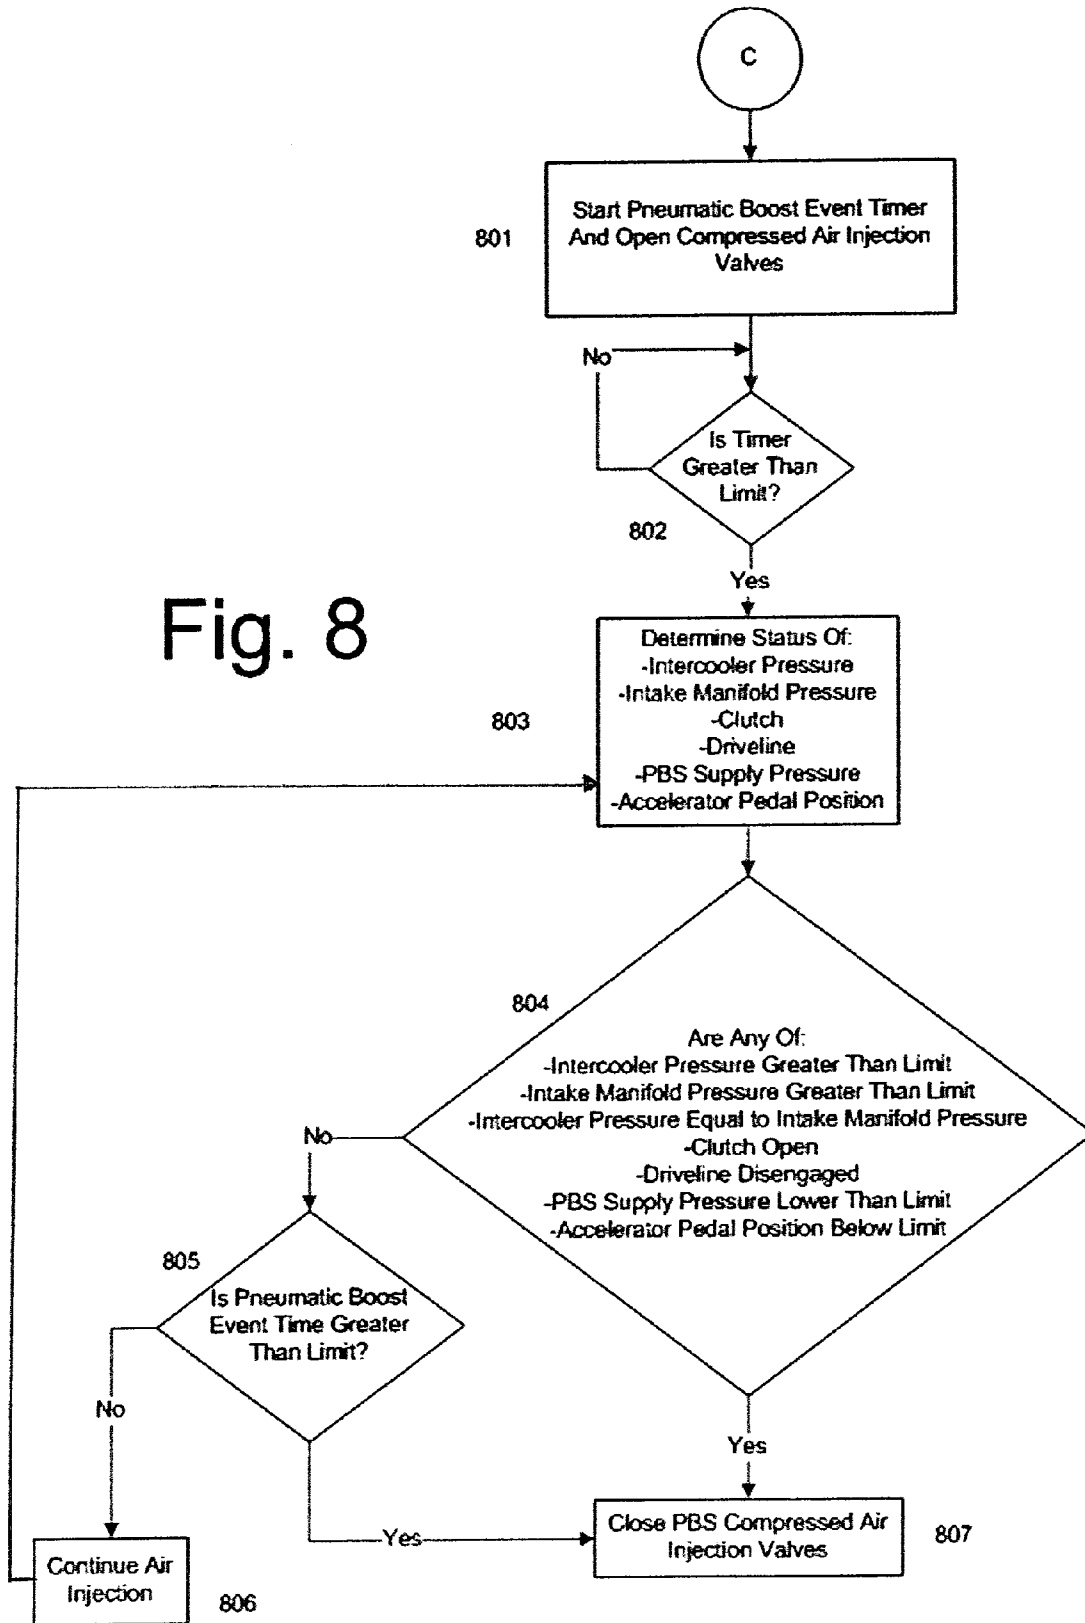 C
Start Pneumatic Boost Event Timer
And Open Compressed Air Injection
Valves
801
No
Is Timer
Greater Than
Limit?
802
Yes
Fig. 8
Determine Status Of:
-Intercooler Pressure
-Intake Manifold Pressure
-Clutch
-Driveline
-PBS Supply Pressure
-Accelerator Pedal Position
803
804
Are Any Of:
-Intercooler Pressure Greater Than Limit
-Intake Manifold Pressure Greater Than Limit
-Intercooler Pressure Equal to Intake Manifold Pressure
-Clutch Open
-Driveline Disengaged
-PBS Supply Pressure Lower Than Limit
-Accelerator Pedal Position Below Limit
No
805
Is Pneumatic Boost
Event Time Greater
Than Limit?
No
Yes
Yes
Close PBS Compressed Air
Injection Valves
807
Continue Air
Injection
806